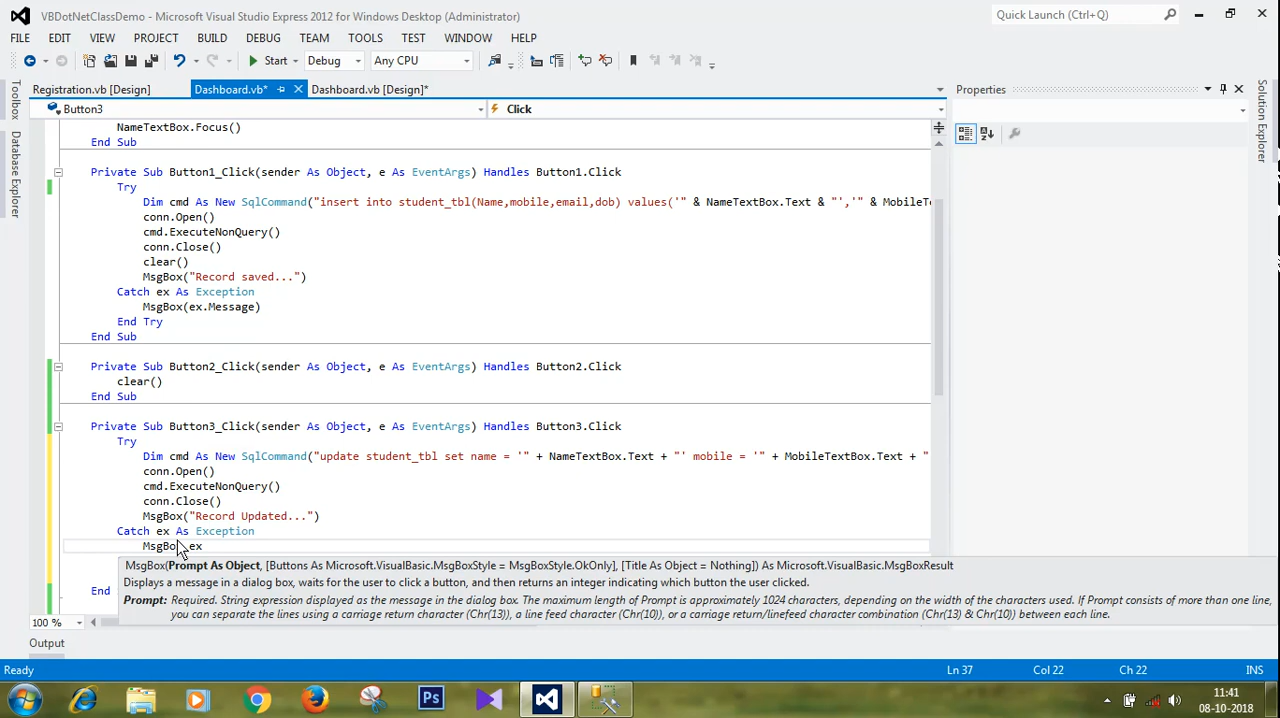 VBDotNetClassDemo - Microsoft Visual Studio Express 2012 for Windows Desktop (Administrator)
Quick Launch (Ctrl+Q)
FILE EDIT VIEW PROJECT BUILD DEBUG TEAM TOOLS TEST WINDOW HELP
Start Debug Any CPU
Toolbox
Database Explorer
Registration.vb [Design] Dashboard.vb* Dashboard.vb [Design]*
Button3 Click
NameTextBox.Focus()
End Sub
Private Sub Button1_Click(sender As Object, e As EventArgs) Handles Button1.Click
Try
Dim cmd As New SqlCommand("insert into student_tbl(Name,mobile,email,dob) values('" & NameTextBox.Text & "','" & MobileTe
conn.Open()
cmd.ExecuteNonQuery()
conn.Close()
clear()
MsgBox("Record saved...")
Catch ex As Exception
MsgBox(ex.Message)
End Try
End Sub
Private Sub Button2_Click(sender As Object, e As EventArgs) Handles Button2.Click
clear()
End Sub
Private Sub Button3_Click(sender As Object, e As EventArgs) Handles Button3.Click
Try
Dim cmd As New SqlCommand("update student_tbl set name = '" + NameTextBox.Text + "' mobile = '" + MobileTextBox.Text + "
conn.Open()
cmd.ExecuteNonQuery()
conn.Close()
MsgBox("Record Updated...")
Catch ex As Exception
MsgBo ex
MsgBox(Prompt As Object, [Buttons As Microsoft.VisualBasic.MsgBoxStyle = MsgBoxStyle.OkOnly], [Title As Object = Nothing]) As Microsoft.VisualBasic.MsgBoxResult
Displays a message in a dialog box, waits for the user to click a button, and then returns an integer indicating which button the user clicked.
Prompt: Required. String expression displayed as the message in the dialog box. The maximum length of Prompt is approximately 1024 characters, depending on the width of the characters used. If Prompt consists of more than one line,
you can separate the lines using a carriage return character (Chr(13)), a line feed character (Chr(10)), or a carriage return/linefeed character combination (Chr(13) & Chr(10)) between each line.
End
100 %
Properties
Solution Explorer
Output
Ready Ln 37 Col 22 Ch 22 INS
Ps
11:41
08-10-2018